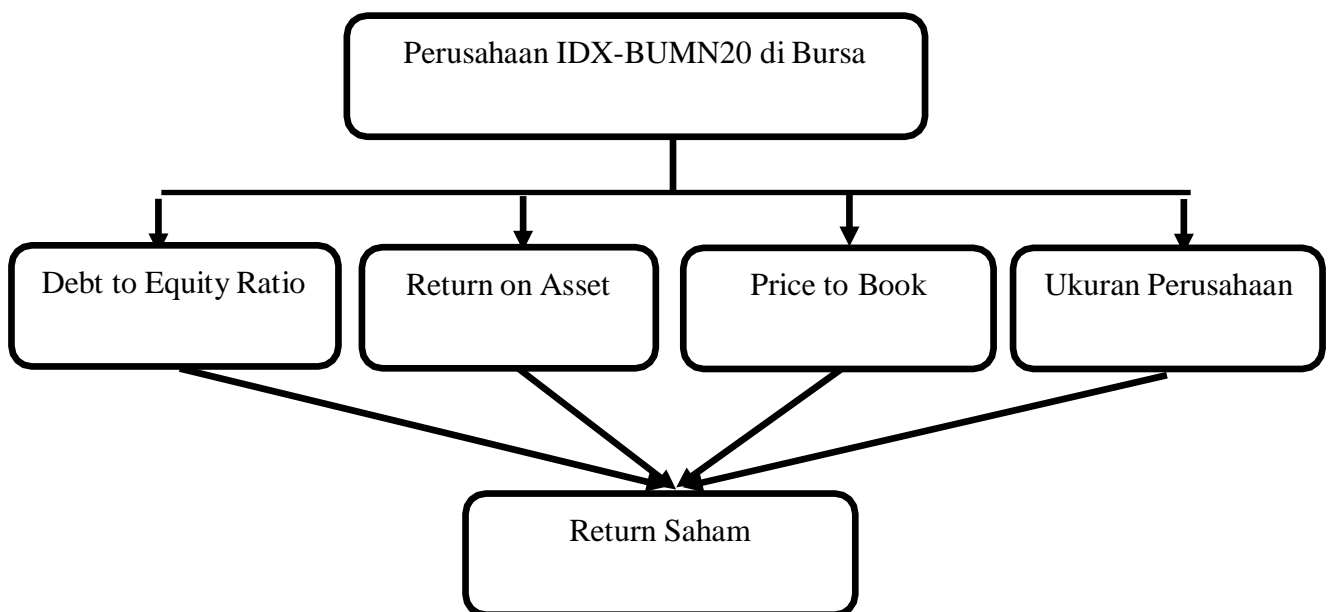 Perusahaan IDX-BUMN20 di Bursa
Debt to Equity Ratio
Return on Asset
Price to Book
Ukuran Perusahaan
Return Saham